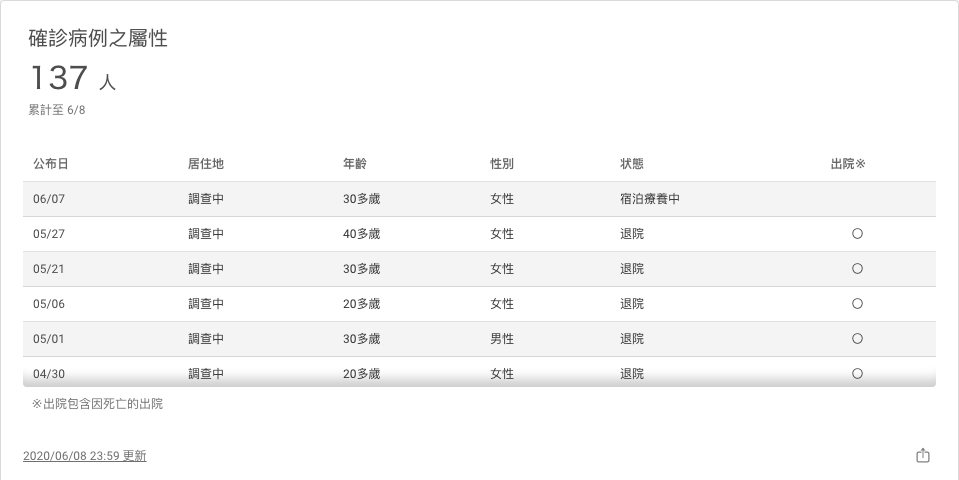 確診病例之屬性
137 人
累計至 6/8
公布日 居住地 年齡 性別 狀態 出院※
06/07 調查中 30多歲 女性 宿泊療養中
05/27 調查中 40多歲 女性 退院 ○
05/21 調查中 30多歲 女性 退院 ○
05/06 調查中 20多歲 女性 退院 ○
05/01 調查中 30多歲 男性 退院 ○
04/30 調查中 20多歲 女性 退院 ○
※出院包含因死亡的出院
2020/06/08 23:59 更新